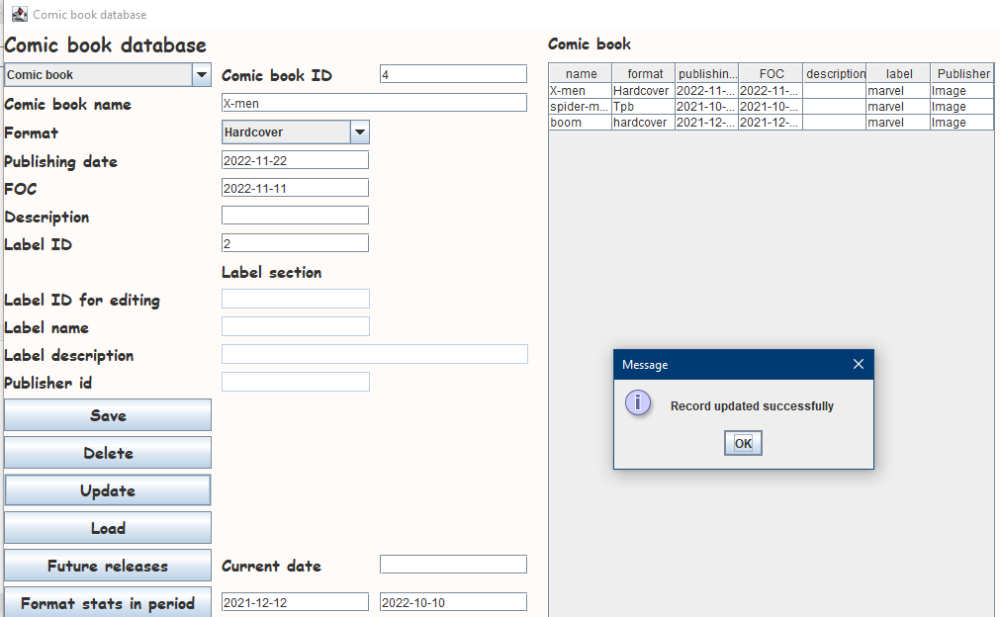 Comic book database
Comic book database
Comic book
Comic book ID
4
Comic book name
X-men
Format
Hardcover
Publishing date
2022-11-22
FOC
2022-11-11
Description
Label ID
2
Label section
Label ID for editing
Label name
Label description
Publisher id
Save
Delete
Update
Load
Future releases
Current date
Format stats in period
2021-12-12
2022-10-10
Comic book
name format publishin... FOC description label Publisher
X-men Hardcover 2022-11-... 2022-11-... marvel Image
spider-m... Tpb 2021-10-... 2021-10-... marvel Image
boom hardcover 2021-12-... 2021-12-... marvel Image
Message
Record updated successfully
OK